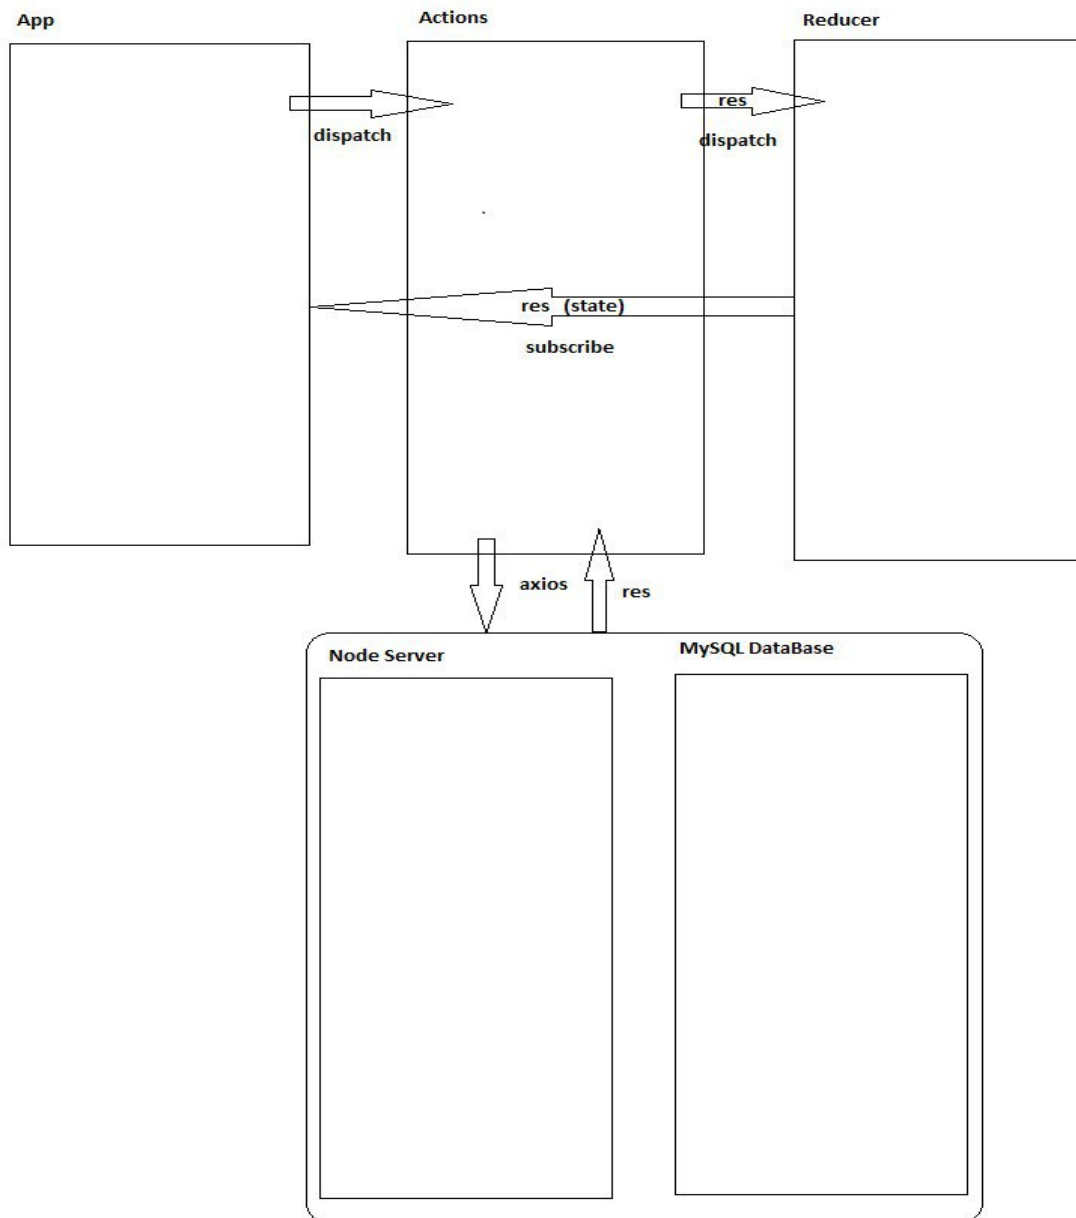 App
Actions
Reducer
res
dispatch
dispatch
res (state)
subscribe
axios
res
Node Server
MySQL DataBase